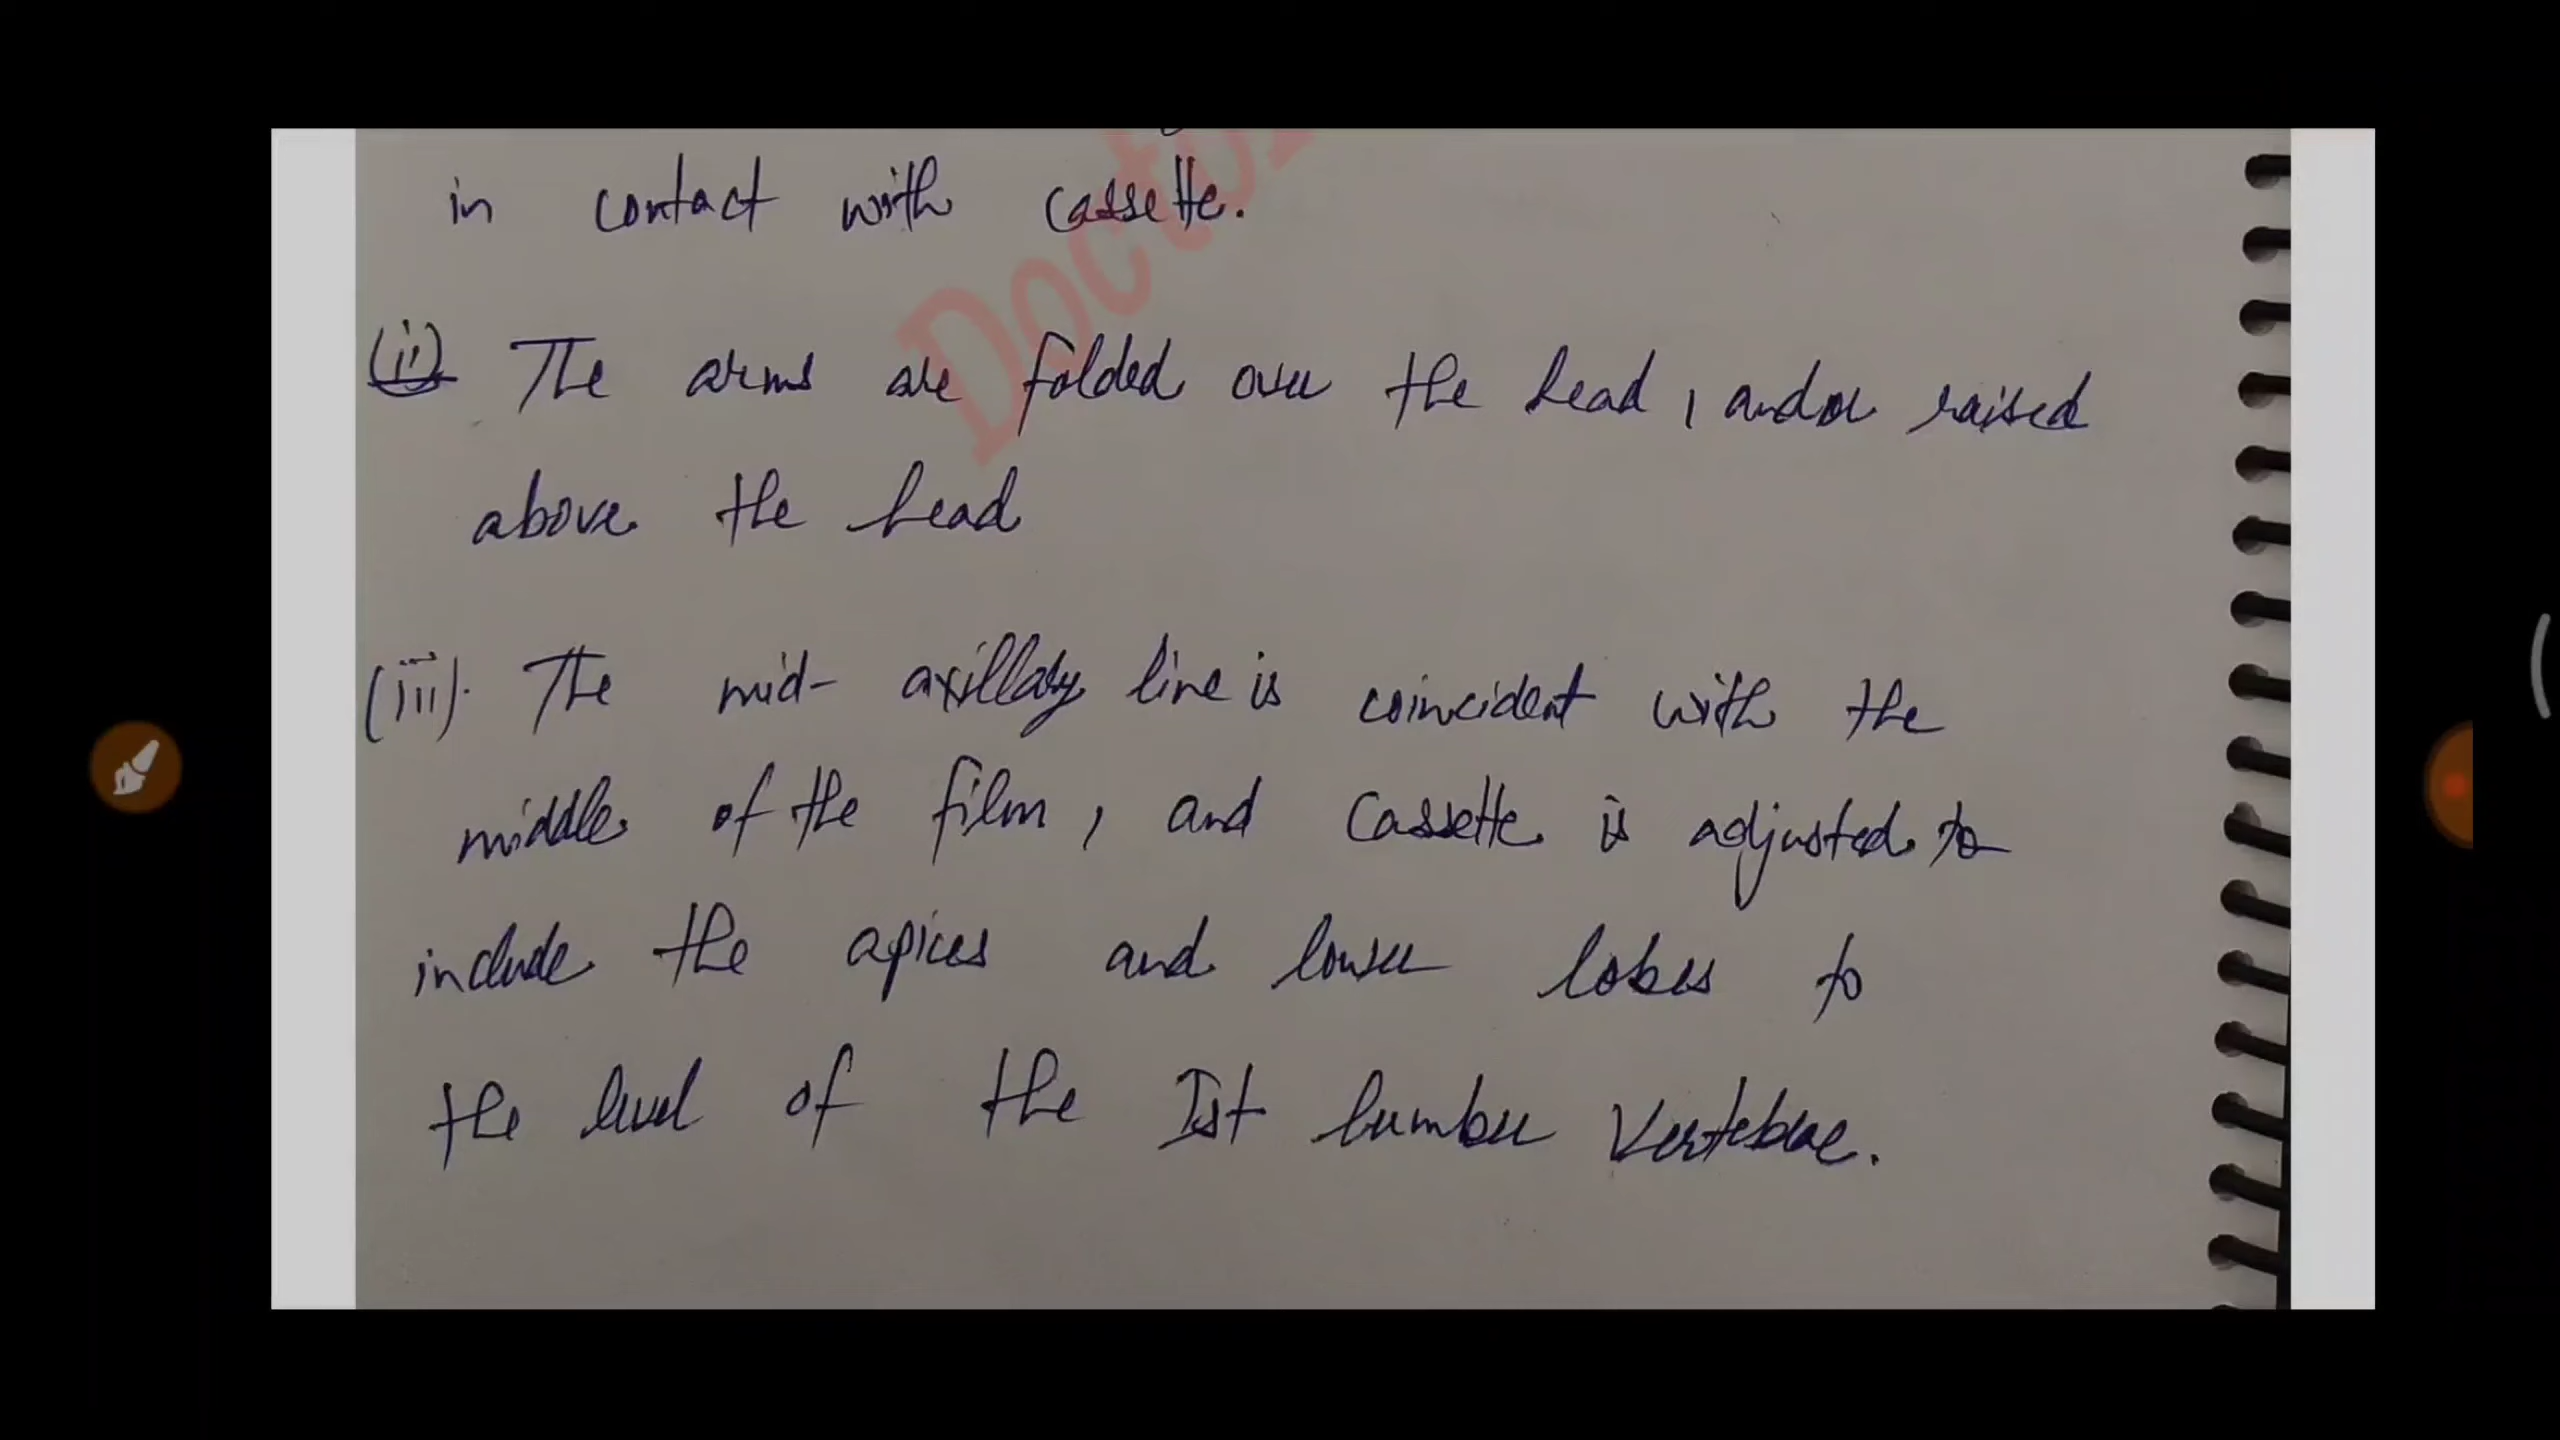 in contact with cassette.
Doctor
(ii) The arms are folded over the head, and or raised
above the head
(iii). The mid-axillary line is coincident with the
middle of the film, and Cassette is adjusted to
include the apices and lower lobes to
the level of the Ist lumber Vertebrae.